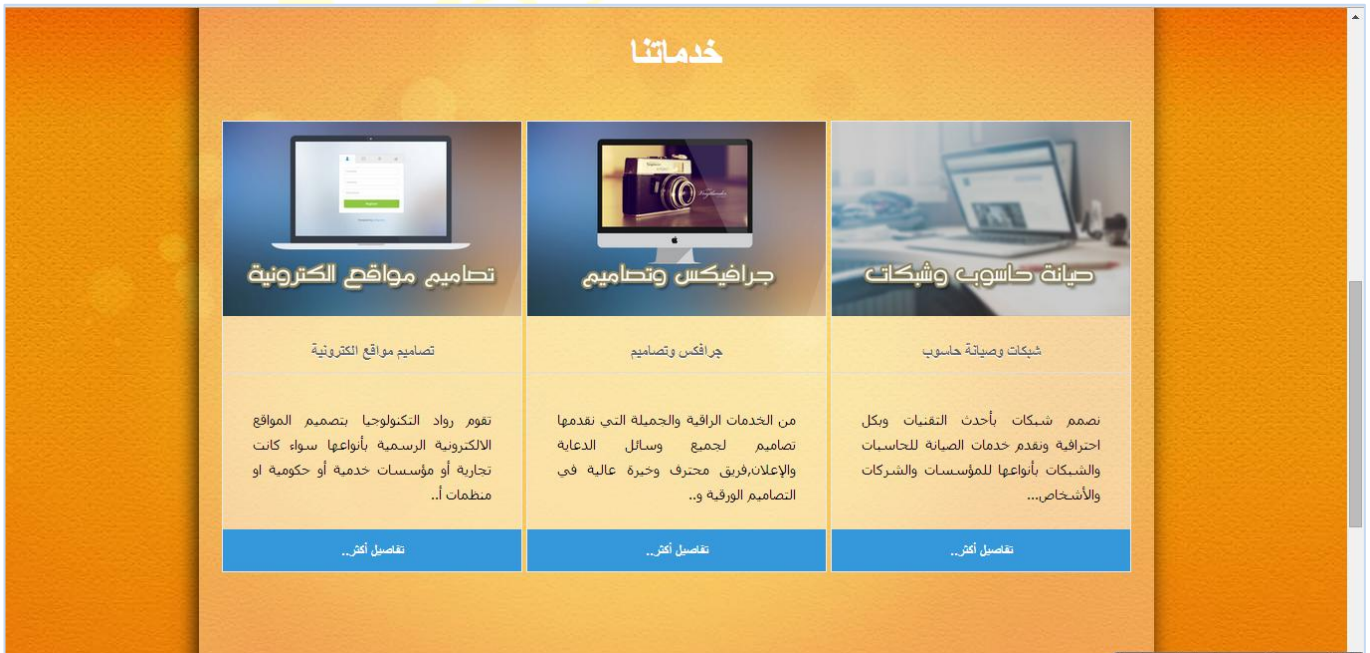 خدماتنا
صيانة حاسوب وشبكات
شبكات وصيانة حاسوب
نصمم شبكات بأحدث التقنيات وبكل
احترافية ونقدم خدمات الصيانة للحاسبات
والشبكات بأنواعها للمؤسسات والشركات
والأشخاص...
تفاصيل أكثر..
جرافيكس وتصاميم
جرافكس وتصاميم
من الخدمات الراقية والجميلة التي نقدمها
تصاميم لجميع وسائل الدعاية
والإعلان,فريق محترف وخبرة عالية في
التصاميم الورقية و..
تفاصيل أكثر..
تصاميم مواقع الكترونية
تصاميم مواقع الكترونية
تقوم رواد التكنولوجيا بتصميم المواقع
الالكترونية الرسمية بأنواعها سواء كانت
تجارية أو مؤسسات خدمية أو حكومية او
منظمات أ..
تفاصيل أكثر..